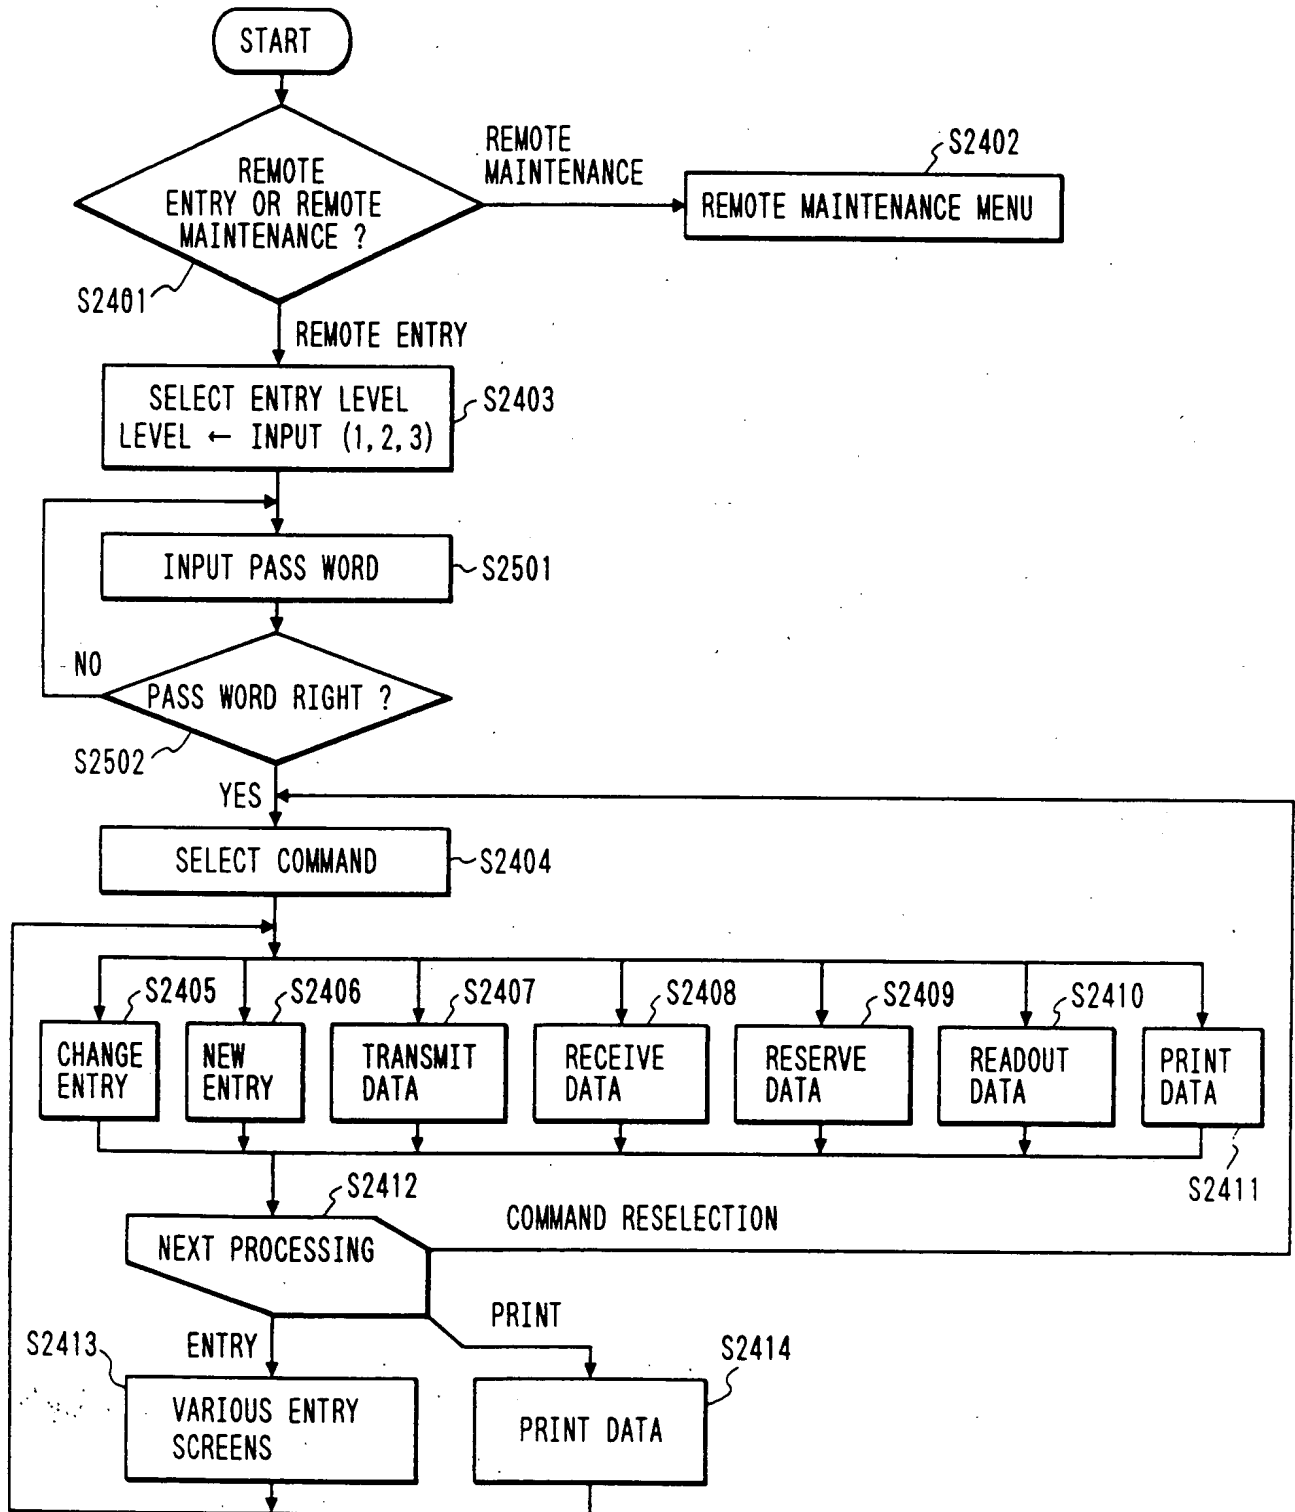 START
REMOTE
ENTRY OR REMOTE
MAINTENANCE ?
S2401
REMOTE
MAINTENANCE
S2402
REMOTE MAINTENANCE MENU
REMOTE ENTRY
SELECT ENTRY LEVEL
LEVEL ← INPUT (1,2,3)
S2403
INPUT PASS WORD
S2501
NO
PASS WORD RIGHT ?
S2502
YES
SELECT COMMAND
S2404
S2405
CHANGE
ENTRY
S2406
NEW
ENTRY
S2407
TRANSMIT
DATA
S2408
RECEIVE
DATA
S2409
RESERVE
DATA
S2410
READOUT
DATA
PRINT
DATA
S2411
S2412
NEXT PROCESSING
COMMAND RESELECTION
PRINT
ENTRY
S2413
VARIOUS ENTRY
SCREENS
S2414
PRINT DATA